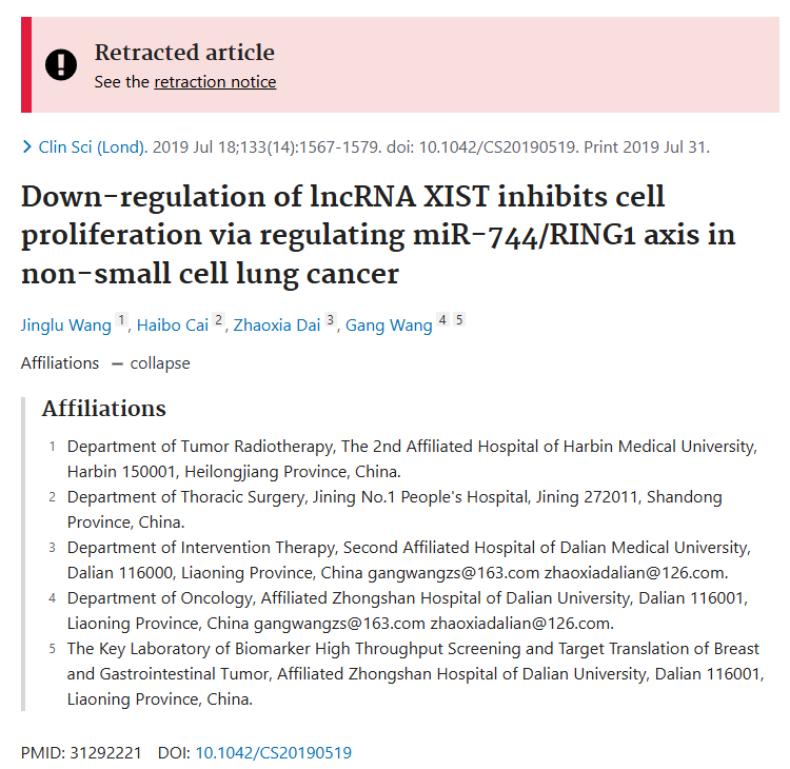 Retracted article
See the retraction notice
Clin Sci (Lond). 2019 Jul 18;133(14):1567-1579. doi: 10.1042/CS20190519. Print 2019 Jul 31.
Down-regulation of lncRNA XIST inhibits cell
proliferation via regulating miR-744/RING1 axis in
non-small cell lung cancer
Jinglu Wang 1, Haibo Cai 2, Zhaoxia Dai 3, Gang Wang 4 5
Affiliations — collapse
Affiliations
1 Department of Tumor Radiotherapy, The 2nd Affiliated Hospital of Harbin Medical University,
Harbin 150001, Heilongjiang Province, China.
2 Department of Thoracic Surgery, Jining No.1 People's Hospital, Jining 272011, Shandong
Province, China.
3 Department of Intervention Therapy, Second Affiliated Hospital of Dalian Medical University,
Dalian 116000, Liaoning Province, China gangwangzs@163.com zhaoxiadalian@126.com.
4 Department of Oncology, Affiliated Zhongshan Hospital of Dalian University, Dalian 116001,
Liaoning Province, China gangwangzs@163.com zhaoxiadalian@126.com.
5 The Key Laboratory of Biomarker High Throughput Screening and Target Translation of Breast
and Gastrointestinal Tumor, Affiliated Zhongshan Hospital of Dalian University, Dalian 116001,
Liaoning Province, China.
PMID: 31292221 DOI: 10.1042/CS20190519